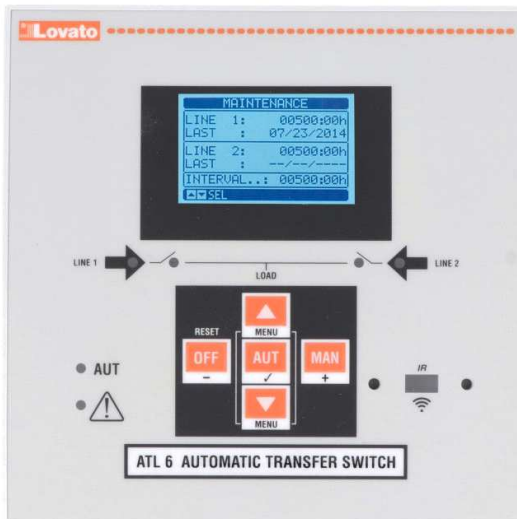 Lovato
MAINTENANCE
LINE 1: 00500:00h
LAST : 07/23/2014
LINE 2: 00500:00h
LAST : --/--/----
INTERVAL..: 00500:00h
▲▼SEL
LINE 1
LINE 2
LOAD
MENU
RESET
OFF
–
AUT
✓
MAN
+
MENU
AUT
IR
ATL 6 AUTOMATIC TRANSFER SWITCH